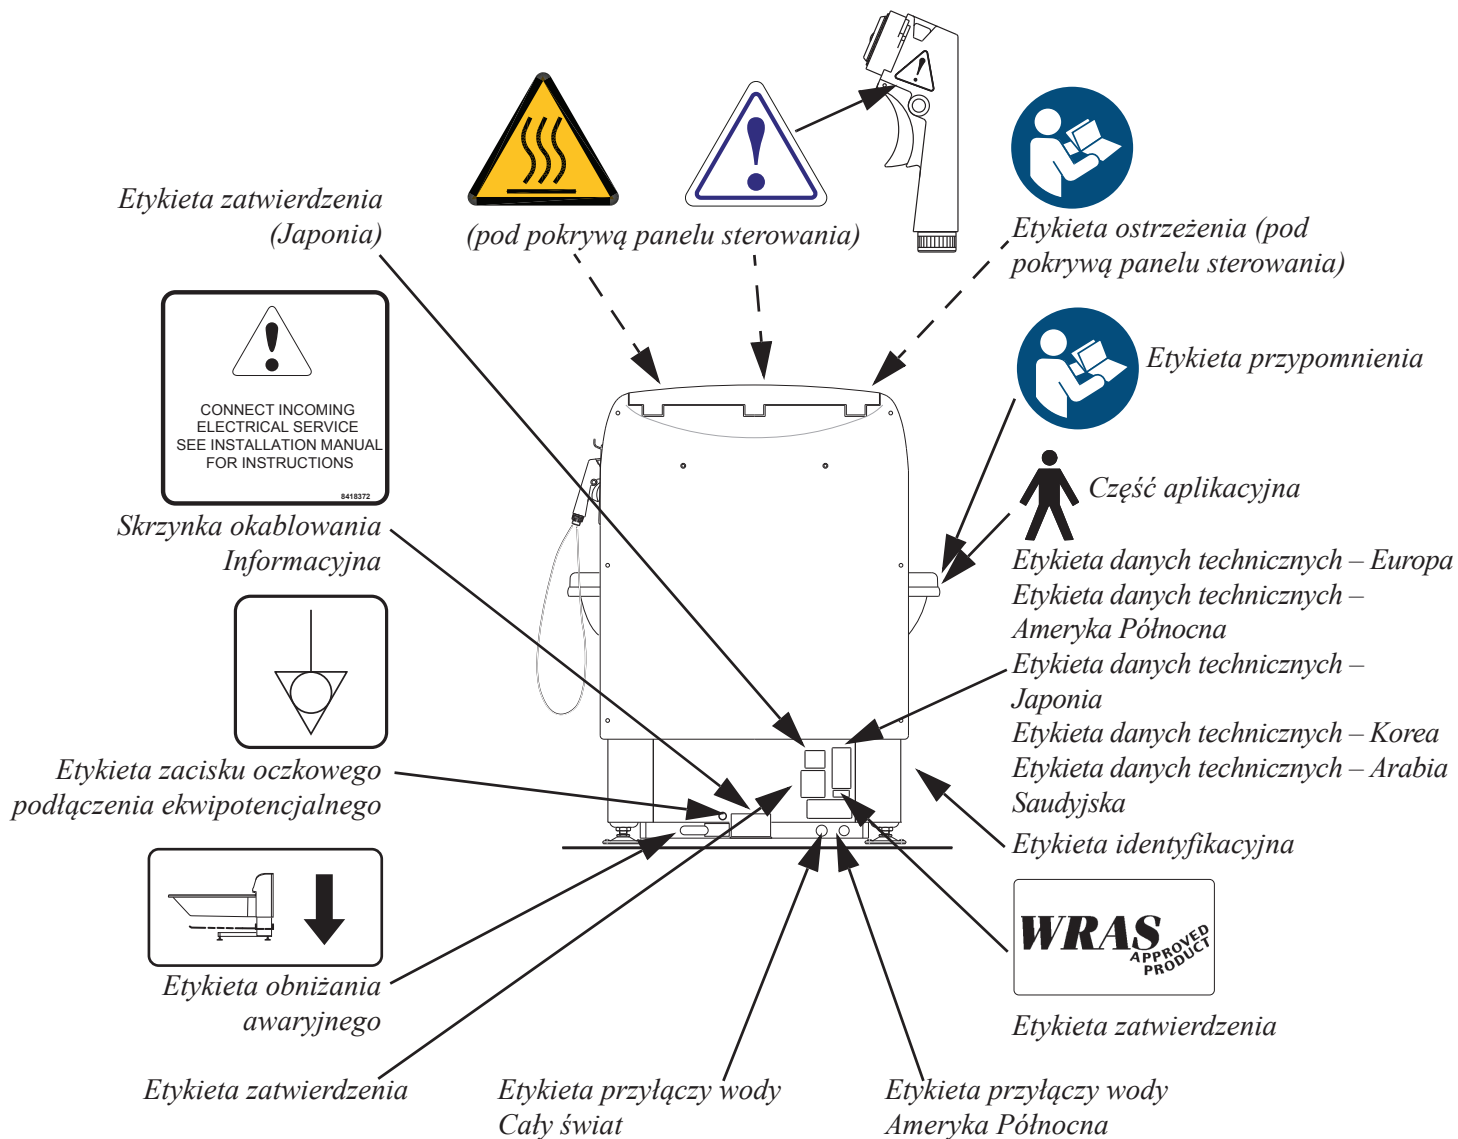 Etykieta zatwierdzenia
(Japonia)
(pod pokrywą panelu sterowania)
Etykieta ostrzeżenia (pod
pokrywą panelu sterowania)
CONNECT INCOMING
ELECTRICAL SERVICE
SEE INSTALLATION MANUAL
FOR INSTRUCTIONS
8418372
Skrzynka okablowania
Informacyjna
Etykieta przypomnienia
Część aplikacyjna
Etykieta danych technicznych – Europa
Etykieta danych technicznych –
Ameryka Północna
Etykieta danych technicznych –
Japonia
Etykieta danych technicznych – Korea
Etykieta danych technicznych – Arabia
Saudyjska
Etykieta zacisku oczkowego
podłączenia ekwipotencjalnego
Etykieta identyfikacyjna
WRAS
APPROVED
PRODUCT
Etykieta obniżania
awaryjnego
Etykieta zatwierdzenia
Etykieta zatwierdzenia
Etykieta przyłączy wody
Cały świat
Etykieta przyłączy wody
Ameryka Północna